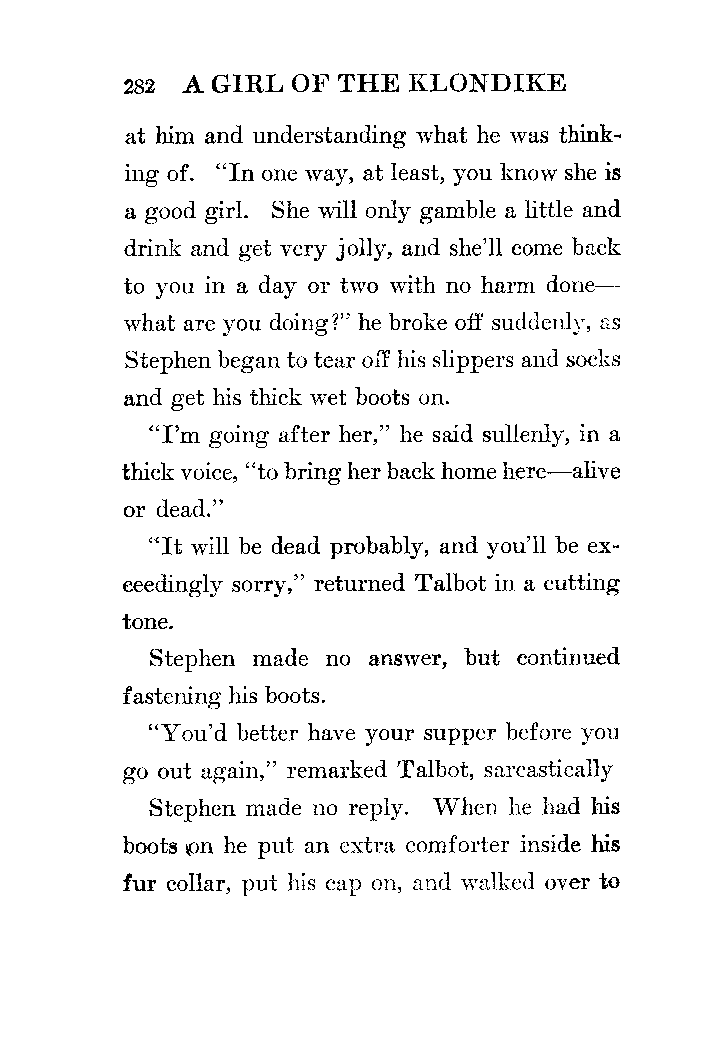 282 A GIRL OF THE KLONDIKE
at him and understanding what he was think-
ing of. “In one way, at least, you know she is
a good girl. She will only gamble a little and
drink and get very jolly, and she’ll come back
to you in a day or two with no harm done—
what are you doing?” he broke off suddenly, as
Stephen began to tear off his slippers and socks
and get his thick wet boots on.
“I’m going after her,” he said sullenly, in a
thick voice, “to bring her back home here—alive
or dead.”
“It will be dead probably, and you’ll be ex-
ceedingly sorry,” returned Talbot in a cutting
tone.
Stephen made no answer, but continued
fastening his boots.
“You’d better have your supper before you
go out again,” remarked Talbot, sarcastically
Stephen made no reply. When he had his
boots on he put an extra comforter inside his
fur collar, put his cap on, and walked over to